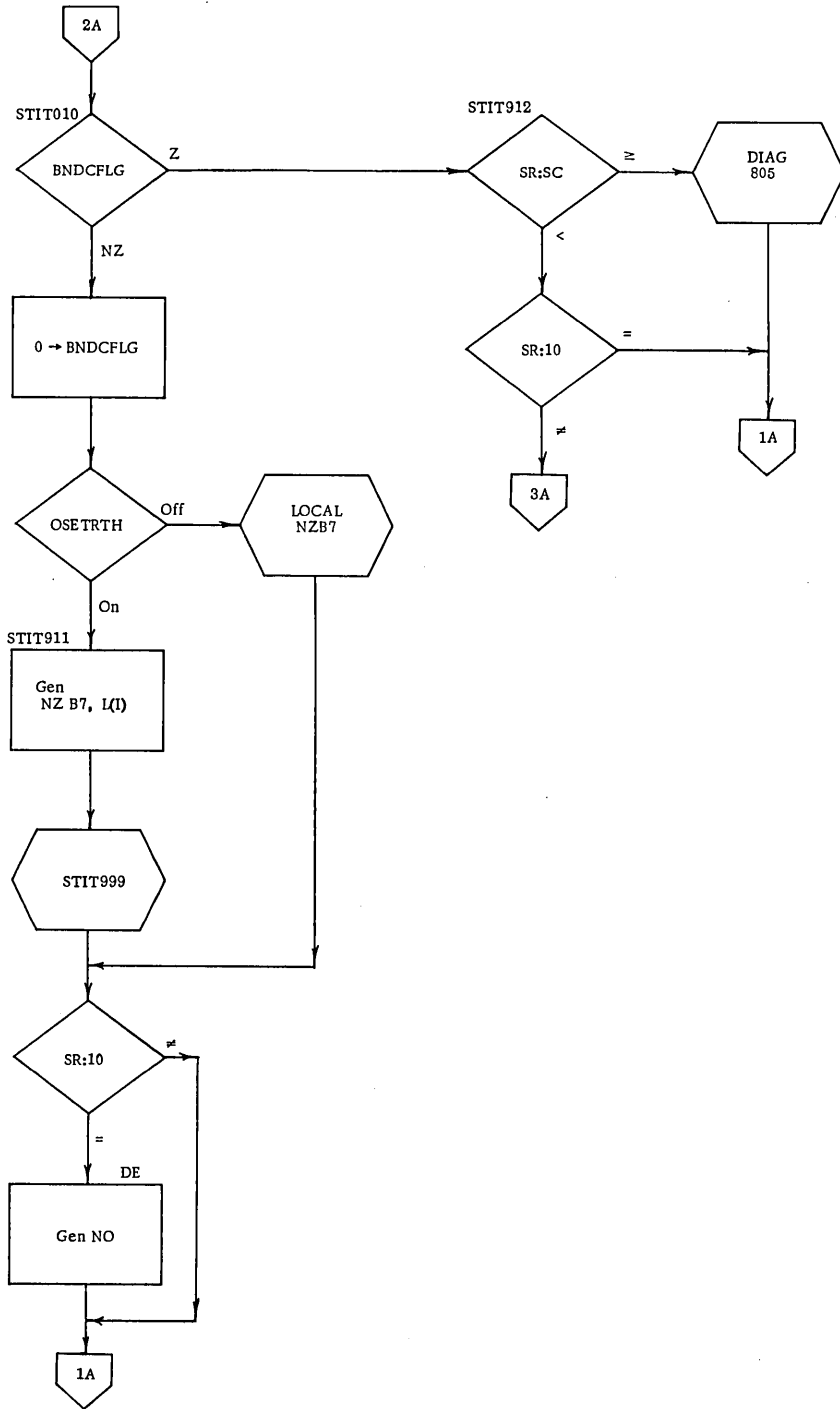 2A
STIT010
BNDCFLG
Z
NZ
0 → BNDCFLG
OSETRTH
Off
LOCAL
NZB7
On
STIT911
Gen
NZ B7, L(I)
STIT999
SR:10
≠
=
DE
Gen NO
1A
STIT912
SR:SC
≥
DIAG
805
<
SR:10
=
≠
1A
3A